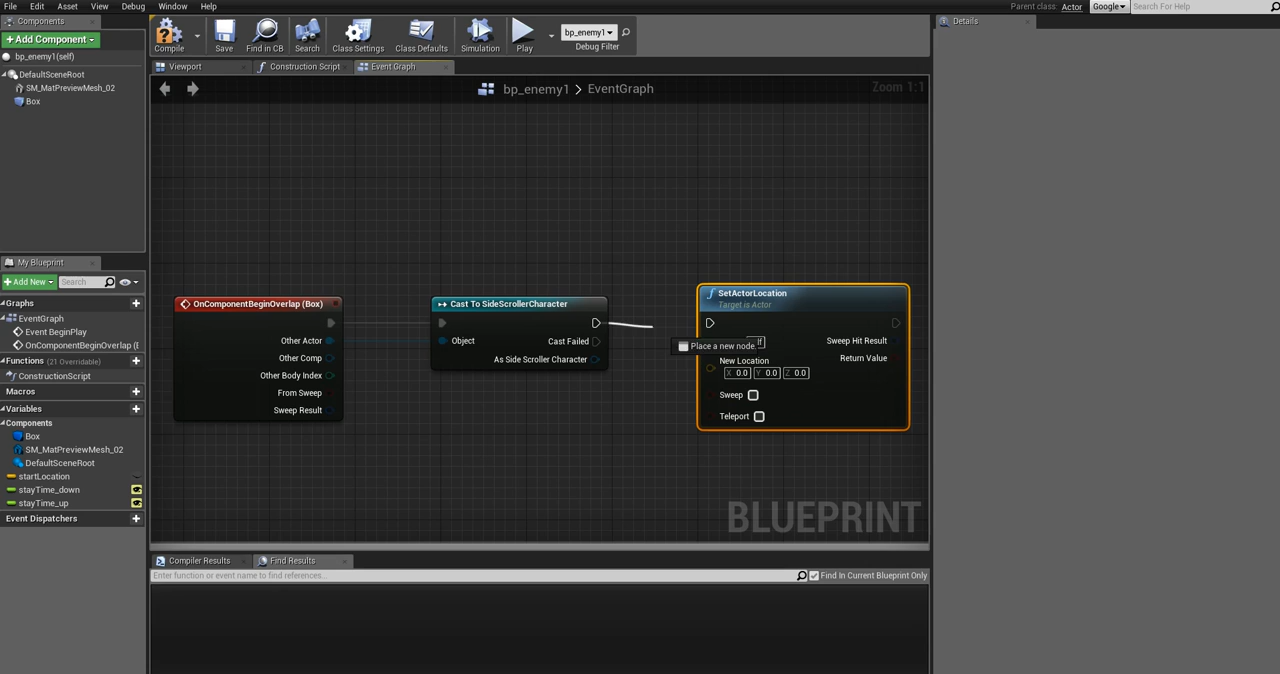 File Edit Asset View Debug Window Help
Parent class: Actor Google Search For Help
Components
Details
+Add Component
Compile Save Find in CB Search Class Settings Class Defaults Simulation Play bp_enemy1 Debug Filter
bp_enemy1(self)
DefaultSceneRoot
SM_MatPreviewMesh_02
Box
Viewport Construction Script Event Graph
bp_enemy1 > EventGraph
Zoom 1:1
My Blueprint
+Add New Search
Graphs
EventGraph
Event BeginPlay
OnComponentBeginOverlap (E
Functions (21 Overridable)
ConstructionScript
Macros
Variables
Components
Box
SM_MatPreviewMesh_02
DefaultSceneRoot
startLocation
stayTime_down
stayTime_up
Event Dispatchers
OnComponentBeginOverlap (Box)
Other Actor
Other Comp
Other Body Index
From Sweep
Sweep Result
Cast To SideScrollerCharacter
Object
Cast Failed
As Side Scroller Character
SetActorLocation
Target is Actor
Place a new node.
Sweep Hit Result
New Location
Return Value
X 0.0 Y 0.0 Z 0.0
Sweep
Teleport
BLUEPRINT
Compiler Results Find Results
Enter function or event name to find references...
Find In Current Blueprint Only